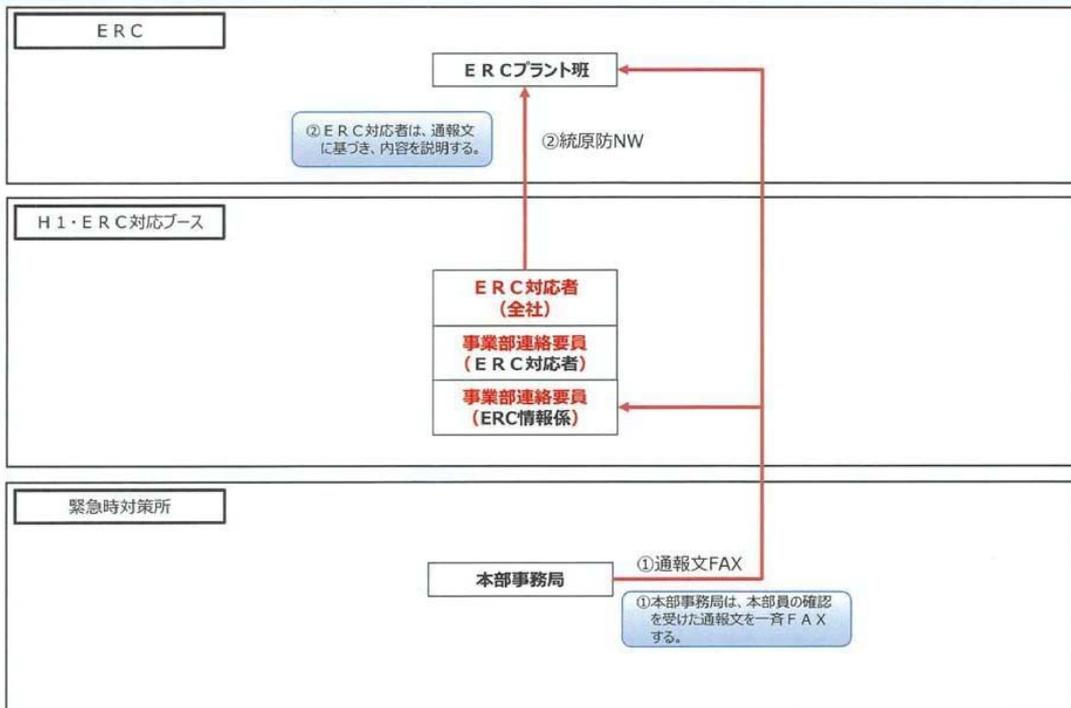 ERC
ERCプラント班
②ERC対応者は、通報文
に基づき、内容を説明する。
②統原防NW
H1・ERC対応ブース
ERC対応者
(全社)
事業部連絡要員
(ERC対応者)
事業部連絡要員
(ERC情報係)
緊急時対策所
本部事務局
①通報文FAX
①本部事務局は、本部員の確認
を受けた通報文を一斉FAX
する。